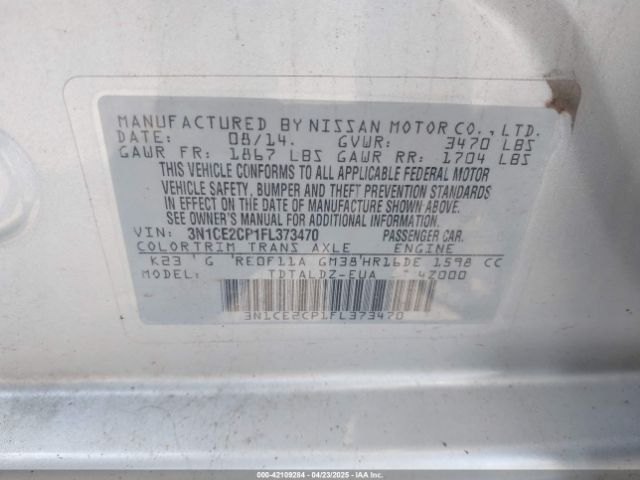 MANUFACTURED BY NISSAN MOTOR CO., LTD.
DATE: 08/14. GVWR: 3470 LBS
GAWR FR: 1867 LBS GAWR RR: 1704 LBS
THIS VEHICLE CONFORMS TO ALL APPLICABLE FEDERAL MOTOR
VEHICLE SAFETY, BUMPER AND THEFT PREVENTION STANDARDS
IN EFFECT ON THE DATE OF MANUFACTURE SHOWN ABOVE.
SEE OWNER'S MANUAL FOR ADDITIONAL INFORMATION.
VIN: 3N1CE2CP1FL373470 PASSENGER CAR.
COLOR TRIM TRANS AXLE ENGINE
K23 G RE0F11A GM38 HR16DE 1598 CC
TDTALDZ-EUA 4Z000
3N1CE2CP1FL373470
000-42109284 04/23/2025 IAAI.COM